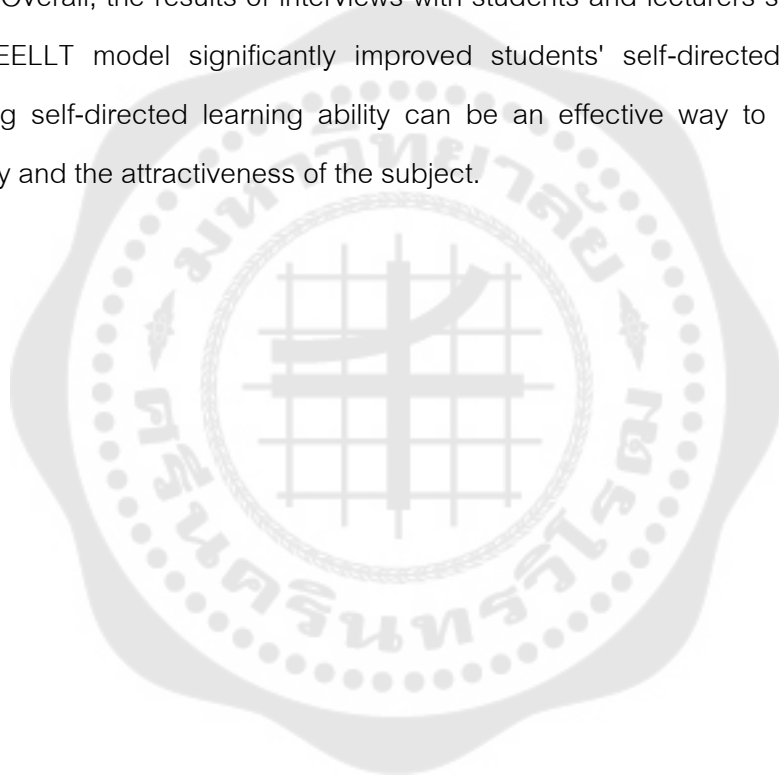 Overall, the results of interviews with students and lecturers s
EELLT model significantly improved students' self-directed
g self-directed learning ability can be an effective way to
y and the attractiveness of the subject.
มหาวิทยาลัย
ศรีนครินทรวิโรฒ